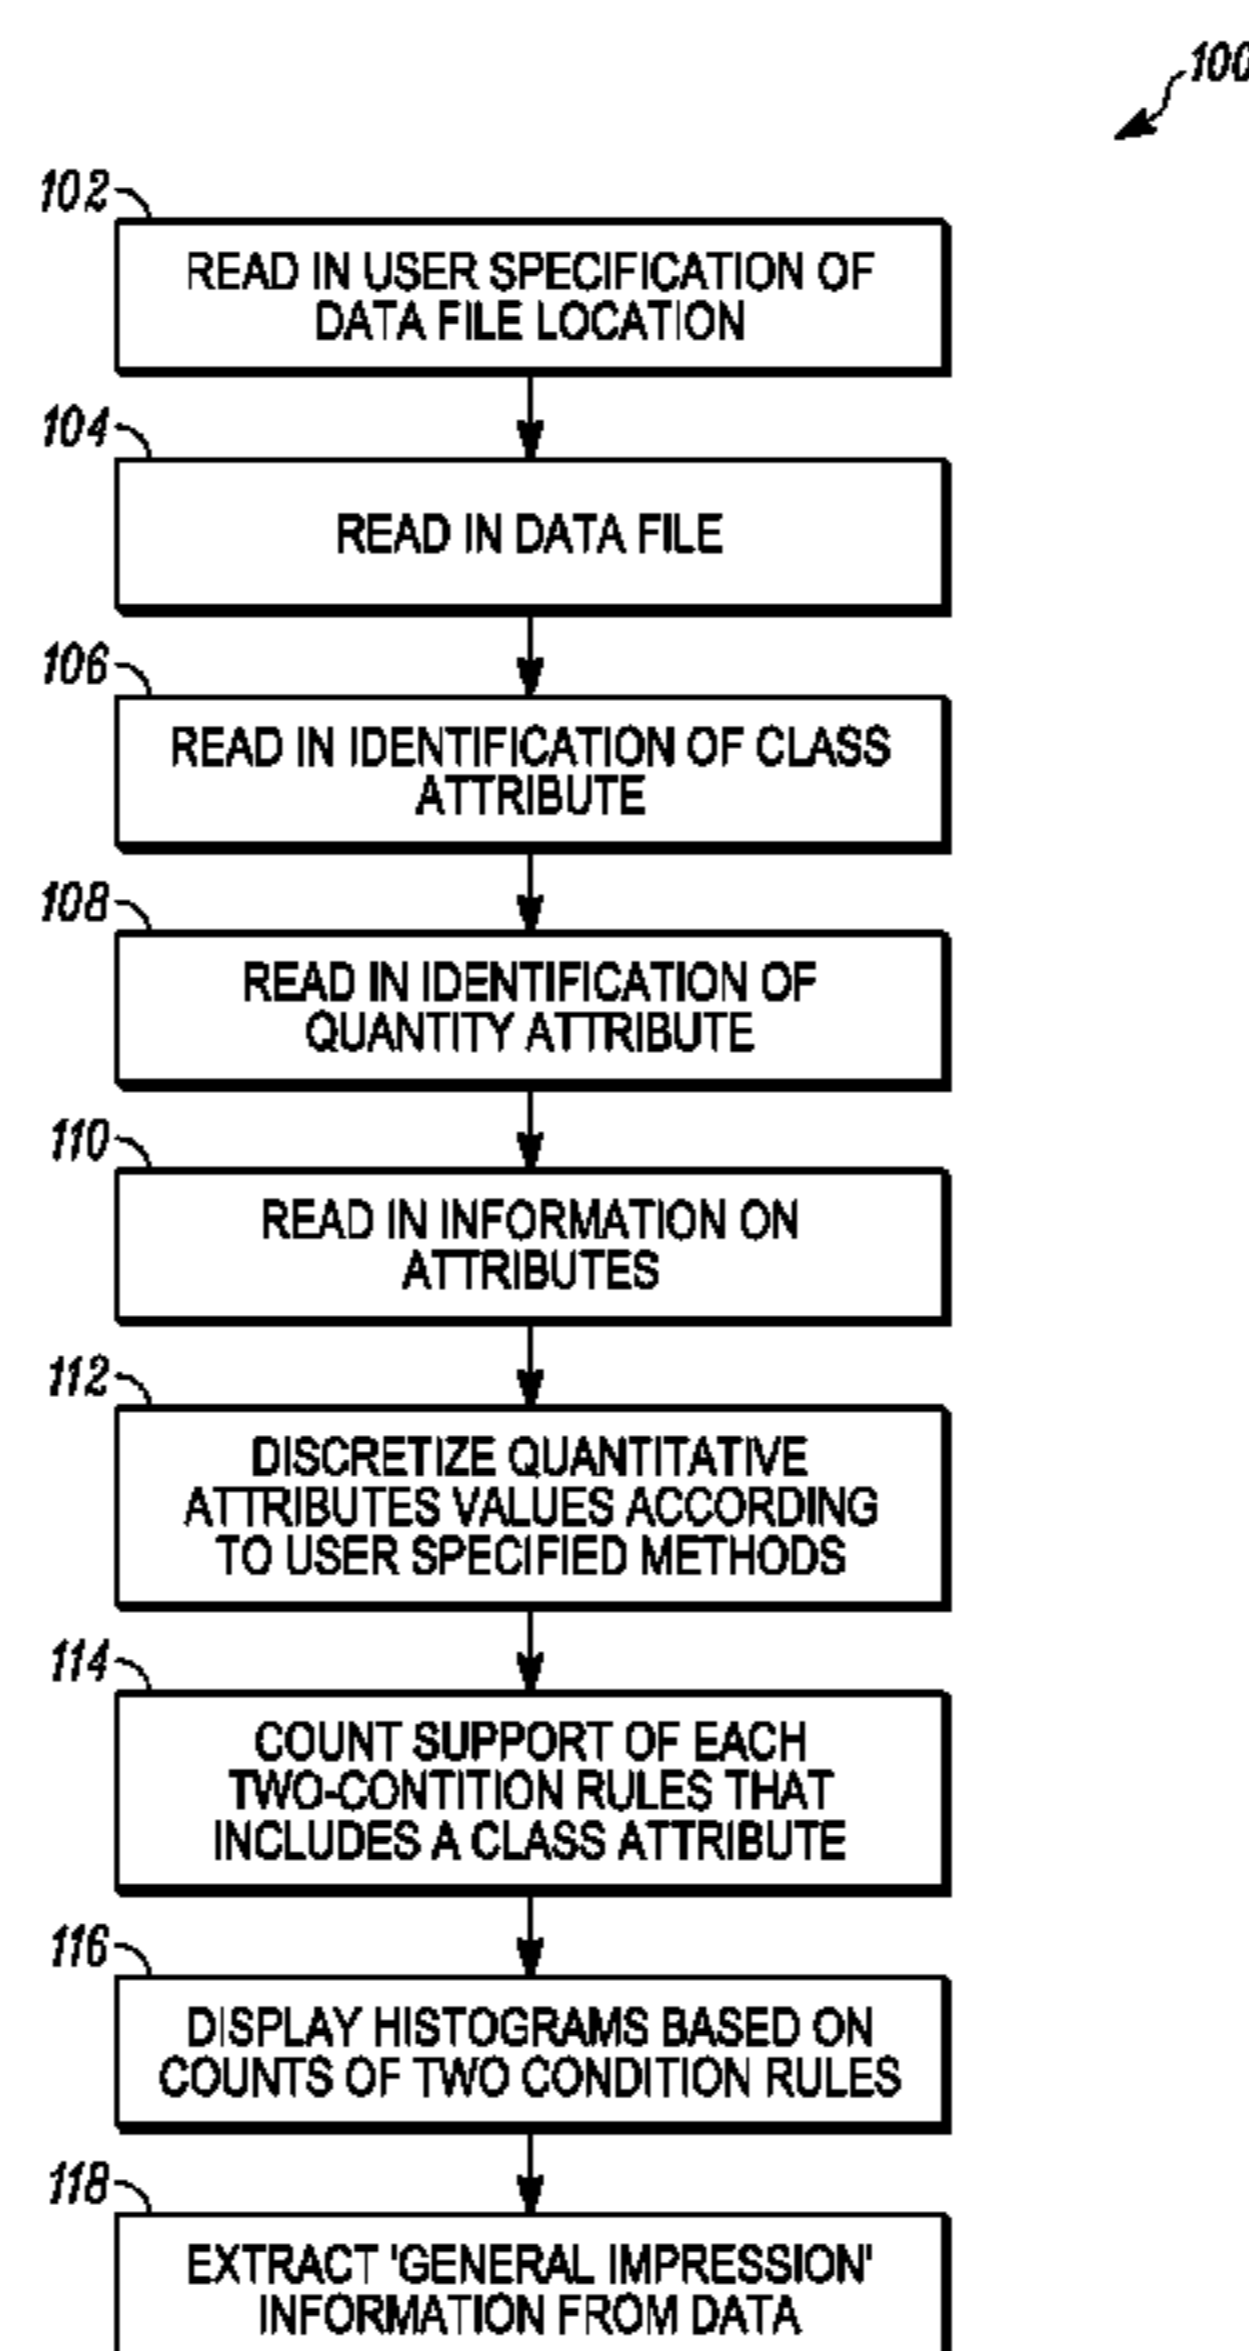 100
102
READ IN USER SPECIFICATION OF
DATA FILE LOCATION
104
READ IN DATA FILE
106
READ IN IDENTIFICATION OF CLASS
ATTRIBUTE
108
READ IN IDENTIFICATION OF
QUANTITY ATTRIBUTE
110
READ IN INFORMATION ON
ATTRIBUTES
112
DISCRETIZE QUANTITATIVE
ATTRIBUTES VALUES ACCORDING
TO USER SPECIFIED METHODS
114
COUNT SUPPORT OF EACH
TWO-CONTITION RULES THAT
INCLUDES A CLASS ATTRIBUTE
116
DISPLAY HISTOGRAMS BASED ON
COUNTS OF TWO CONDITION RULES
118
EXTRACT 'GENERAL IMPRESSION'
INFORMATION FROM DATA